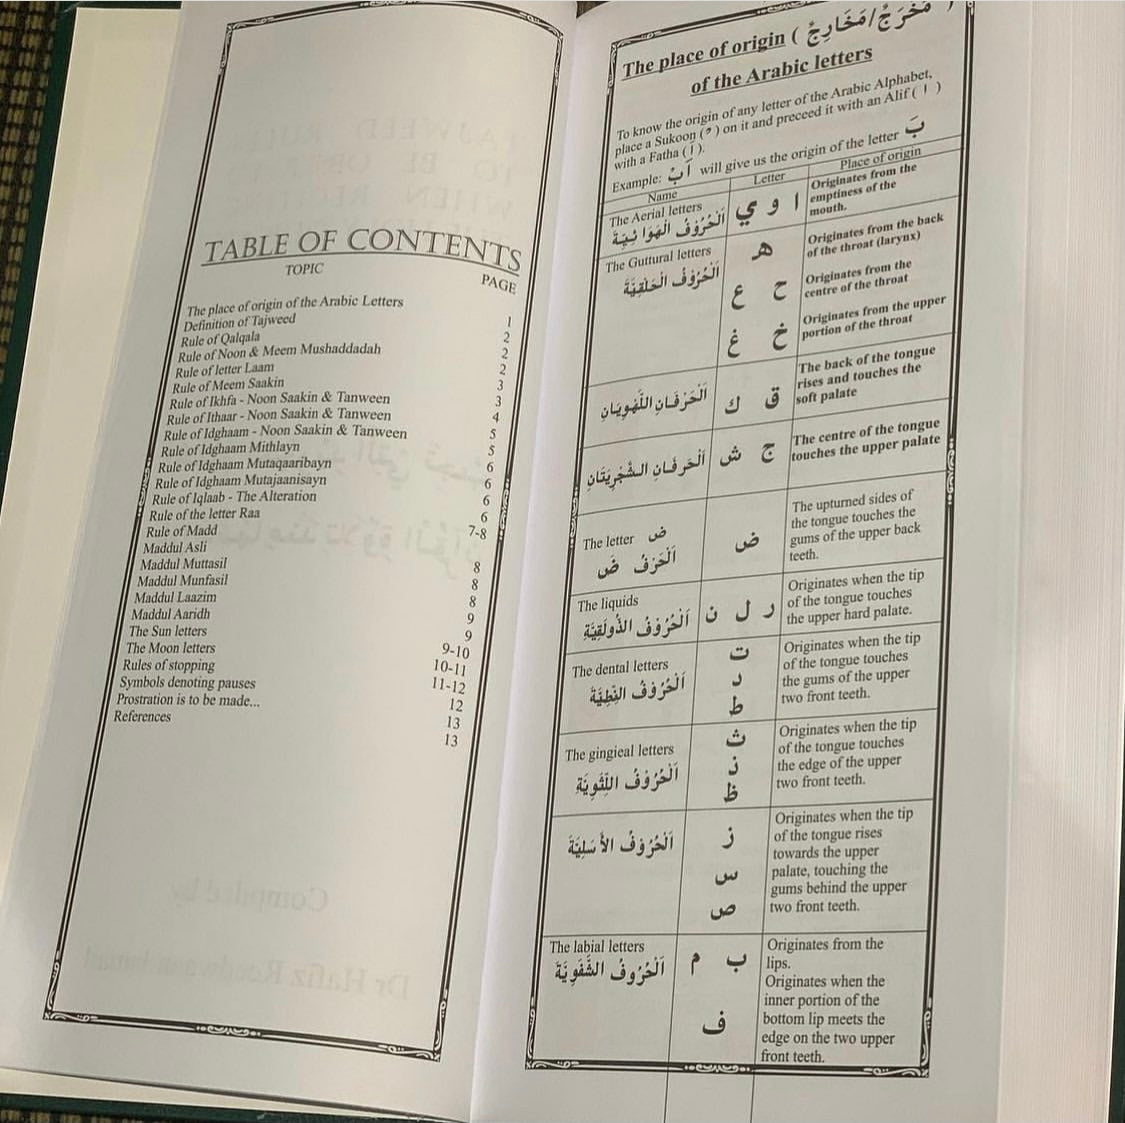 TABLE OF CONTENTS
TOPIC PAGE
The place of origin of the Arabic Letters 1
Definition of Tajweed 2
Rule of Qalqala 2
Rule of Noon & Meem Mushaddadah 2
Rule of letter Laam 3
Rule of Meem Saakin 3
Rule of Ikhfa - Noon Saakin & Tanween 4
Rule of Ithaar - Noon Saakin & Tanween 5
Rule of Idghaam - Noon Saakin & Tanween 5
Rule of Idghaam Mithlayn 6
Rule of Idghaam Mutaqaaribayn 6
Rule of Idghaam Mutajaanisayn 6
Rule of Iqlaab - The Alteration 6
Rule of the letter Raa 7-8
Rule of Madd
Maddul Asli 8
Maddul Muttasil 8
Maddul Munfasil 8
Maddul Laazim 9
Maddul Aaridh 9
The Sun letters 9-10
The Moon letters 10-11
Rules of stopping 11-12
Symbols denoting pauses 12
Prostration is to be made... 13
References 13
The place of origin ( مَخْرَجْ/مَخَارِجْ )
of the Arabic letters
To know the origin of any letter of the Arabic Alphabet,
place a Sukoon ( ْ ) on it and preceed it with an Alif ( ا )
with a Fatha ( اَ ).
Example: اَبْ will give us the origin of the letter بَ
Name Letter Place of origin
The Aerial letters
اَلْحُرُوْفُ الْهَوَائِيَّةَ
ا و ي
Originates from the
emptiness of the
mouth.
The Guttural letters
اَلْحُرُوْفُ الْحَلْقِيَّةَ
ه
Originates from the back
of the throat (larynx)
ح ع
Originates from the
centre of the throat
خ غ
Originates from the upper
portion of the throat
اَلْحَرْفَانِ اللَّهَوِيَانِ
ق ك
The back of the tongue
rises and touches the
soft palate
اَلْحَرفَانِ الشَّجْرِيَتَانِ
ج ش
The centre of the tongue
touches the upper palate
The letter ض
اَلْحَرْفُ ضَ
ض
The upturned sides of
the tongue touches the
gums of the upper back
teeth.
The liquids
اَلْحُرُوْفُ الذَّوْلَقِيَّةِ
ر ل ن
Originates when the tip
of the tongue touches
the upper hard palate.
The dental letters
اَلْحُرُوْفُ النِّطِيَّةَ
ت
د
ط
Originates when the tip
of the tongue touches
the gums of the upper
two front teeth.
The gingieal letters
اَلْحُرُوْفُ اللِّثَوِيَّةِ
ث
ذ
ظ
Originates when the tip
of the tongue touches
the edge of the upper
two front teeth.
اَلْحُرُوْفُ الأَسَلِيَّةَ
ز
س
ص
Originates when the tip
of the tongue rises
towards the upper
palate, touching the
gums behind the upper
two front teeth.
The labial letters
اَلْحُرُوْفُ الشَّفَوِيَّةَ
ب م
Originates from the
lips.
ف
Originates when the
inner portion of the
bottom lip meets the
edge on the two upper
front teeth.